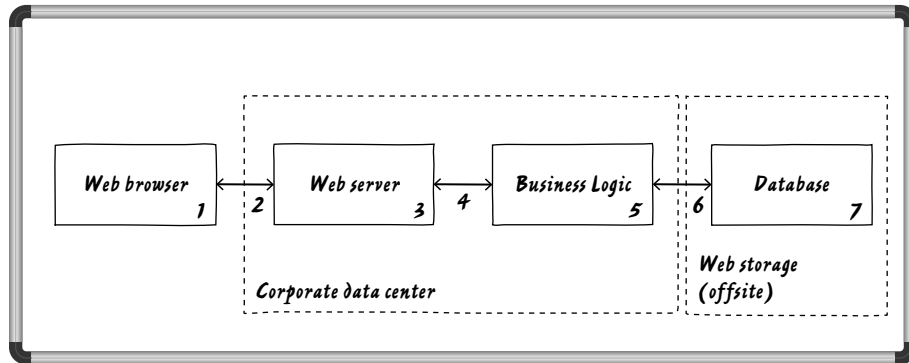 Web browser
1
2
Web server
3
4
Business Logic
5
6
Database
7
Corporate data center
Web storage
(offsite)